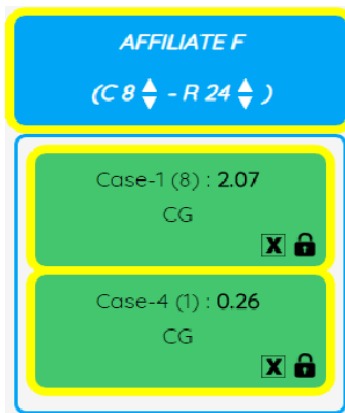 AFFILIATE F
(C 8 - R 24 )
Case-1 (8) : 2.07
CG
X
Case-4 (1) : 0.26
CG
X